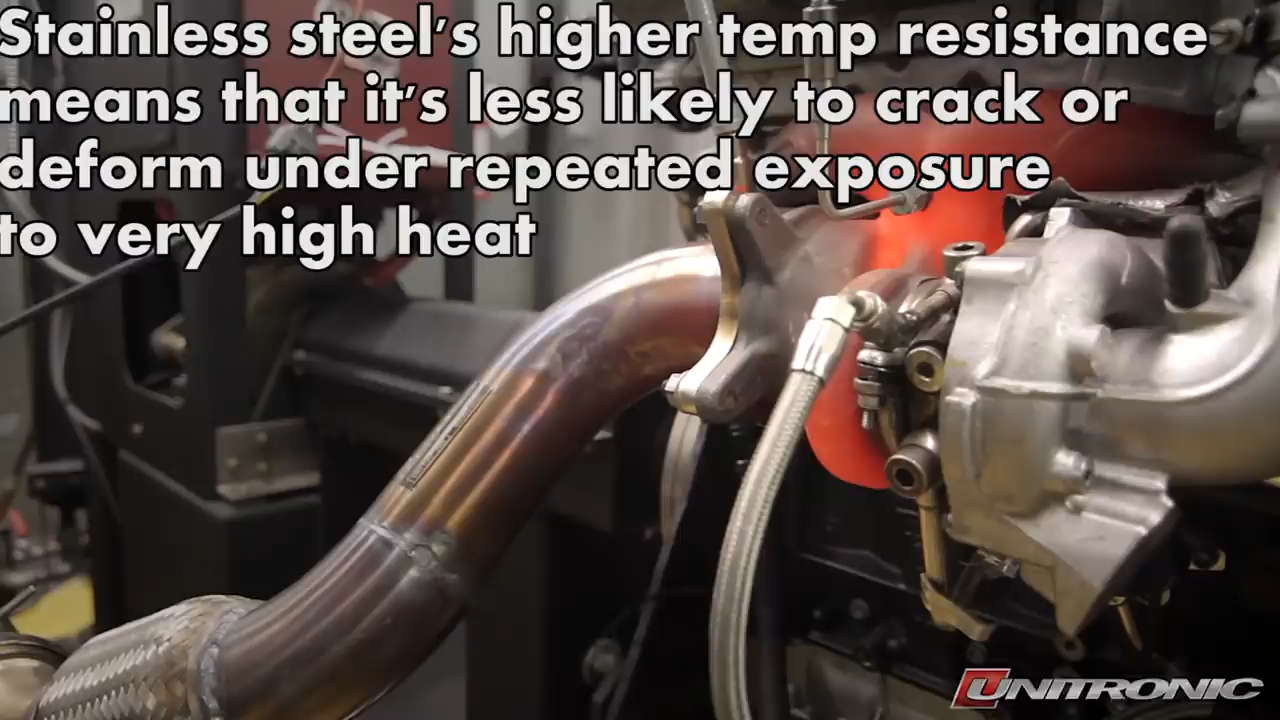 Stainless steel's higher temp resistance
means that it's less likely to crack or
deform under repeated exposure
to very high heat
UNITRONIC